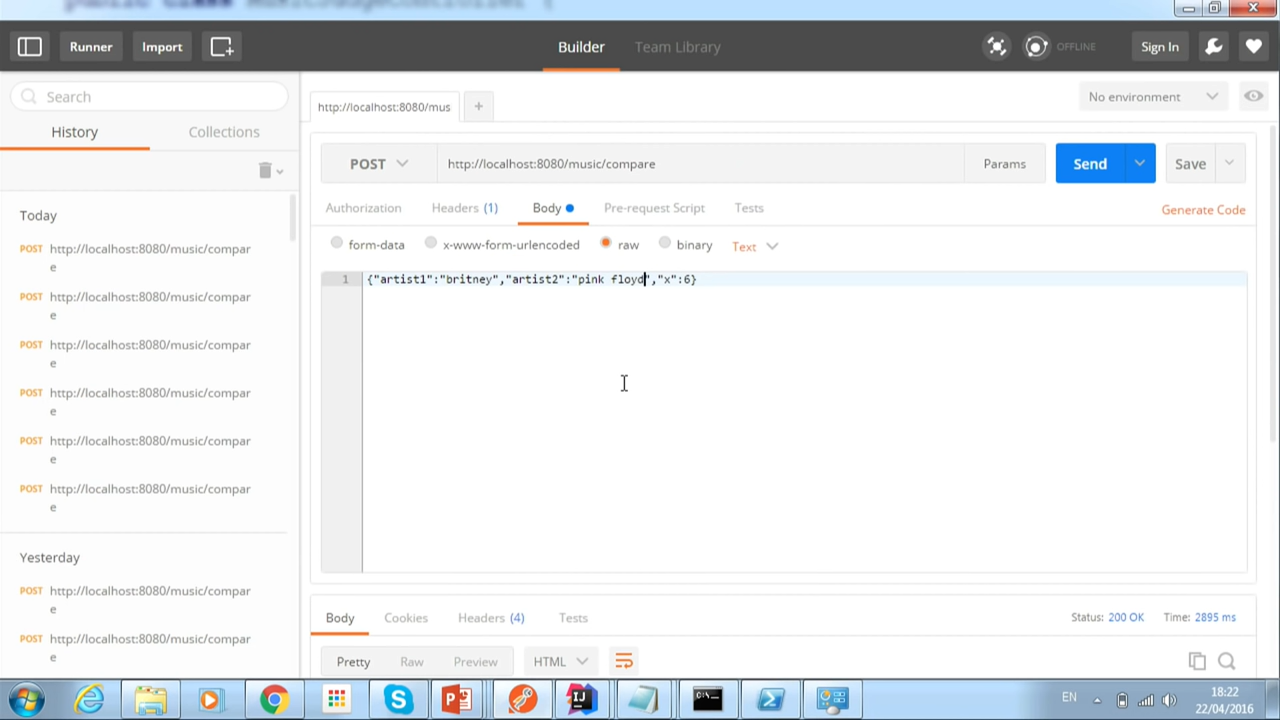 public class MusicJudgeController {
Runner
Import
Builder
Team Library
OFFLINE
Sign In
Search
History
Collections
Today
POST http://localhost:8080/music/compar
e
POST http://localhost:8080/music/compar
e
POST http://localhost:8080/music/compar
e
POST http://localhost:8080/music/compar
e
POST http://localhost:8080/music/compar
e
POST http://localhost:8080/music/compar
e
Yesterday
POST http://localhost:8080/music/compar
e
POST http://localhost:8080/music/compar
e
http://localhost:8080/mus
+
No environment
POST
http://localhost:8080/music/compare
Params
Send
Save
Authorization
Headers (1)
Body
Pre-request Script
Tests
Generate Code
form-data
x-www-form-urlencoded
raw
binary
Text
1
{"artist1":"britney","artist2":"pink floyd","x":6}
Body
Cookies
Headers (4)
Tests
Status: 200 OK
Time: 2895 ms
Pretty
Raw
Preview
HTML
EN
18:22
22/04/2016